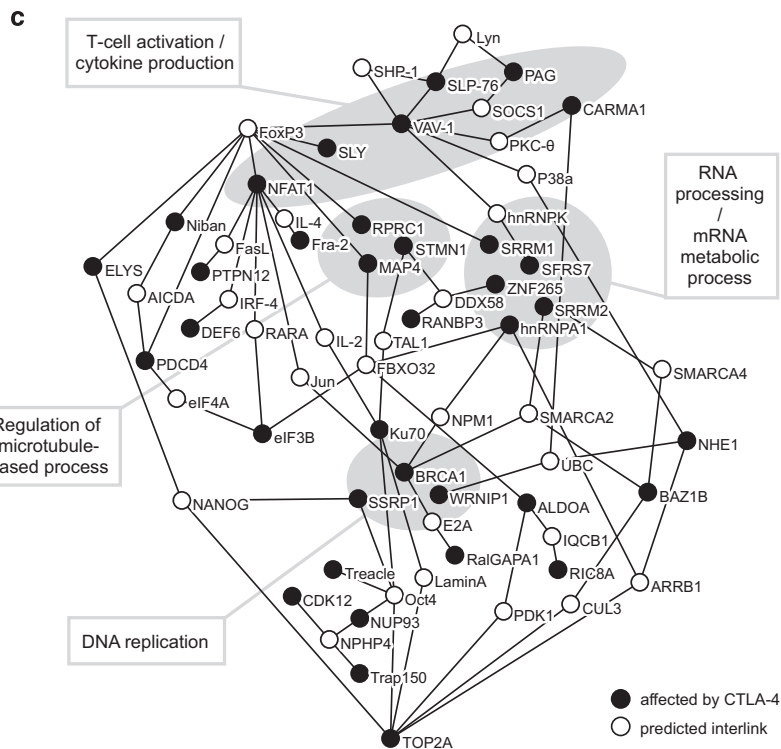 c
T-cell activation /
cytokine production
Lyn
SHP-1
SLP-76
PAG
SOCS1
CARMA1
VAV-1
FoxP3
PKC-θ
SLY
P38a
RNA
processing
/
mRNA
metabolic
process
NFAT1
IL-4
hnRNPK
Niban
RPRC1
Fra-2
FasL
STMN1
SRRM1
ELYS
PTPN12
MAP4
SFRS7
ZNF265
AICDA
IRF-4
DDX58
SRRM2
RANBP3
hnRNPA1
DEF6
RARA
IL-2
TAL1
PDCD4
FBXO32
SMARCA4
Jun
eIF4A
Regulation of
microtubule-
ased process
NPM1
SMARCA2
Ku70
eIF3B
NHE1
UBC
BRCA1
NANOG
SSRP1
WRNIP1
ALDOA
BAZ1B
E2A
IQCB1
RalGAPA1
Treacle
LaminA
RIC8A
ARRB1
CDK12
Oct4
CUL3
PDK1
NUP93
DNA replication
NPHP4
Trap150
affected by CTLA-4
predicted interlink
TOP2A